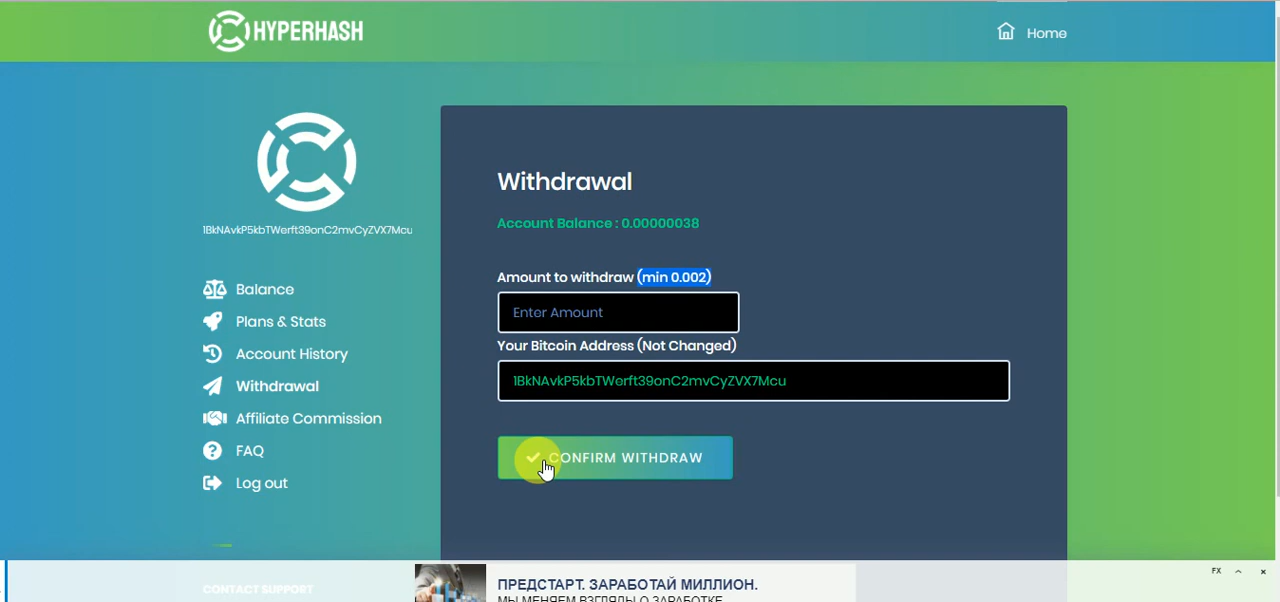 HYPERHASH
Home
1BkNAvkP5kbTWerft39onC2mvCyZVX7Mcu
Balance
Plans & Stats
Account History
Withdrawal
Affiliate Commission
FAQ
Log out
Withdrawal
Account Balance : 0.00000038
Amount to withdraw (min 0.002)
Enter Amount
Your Bitcoin Address (Not Changed)
1BkNAvkP5kbTWerft39onC2mvCyZVX7Mcu
CONFIRM WITHDRAW
CONTACT SUPPORT
FX
ПРЕДСТАРТ. ЗАРАБОТАЙ МИЛЛИОН.
МЫ МЕНЯЕМ ВЗГЛЯДЫ О ЗАРАБОТКЕ